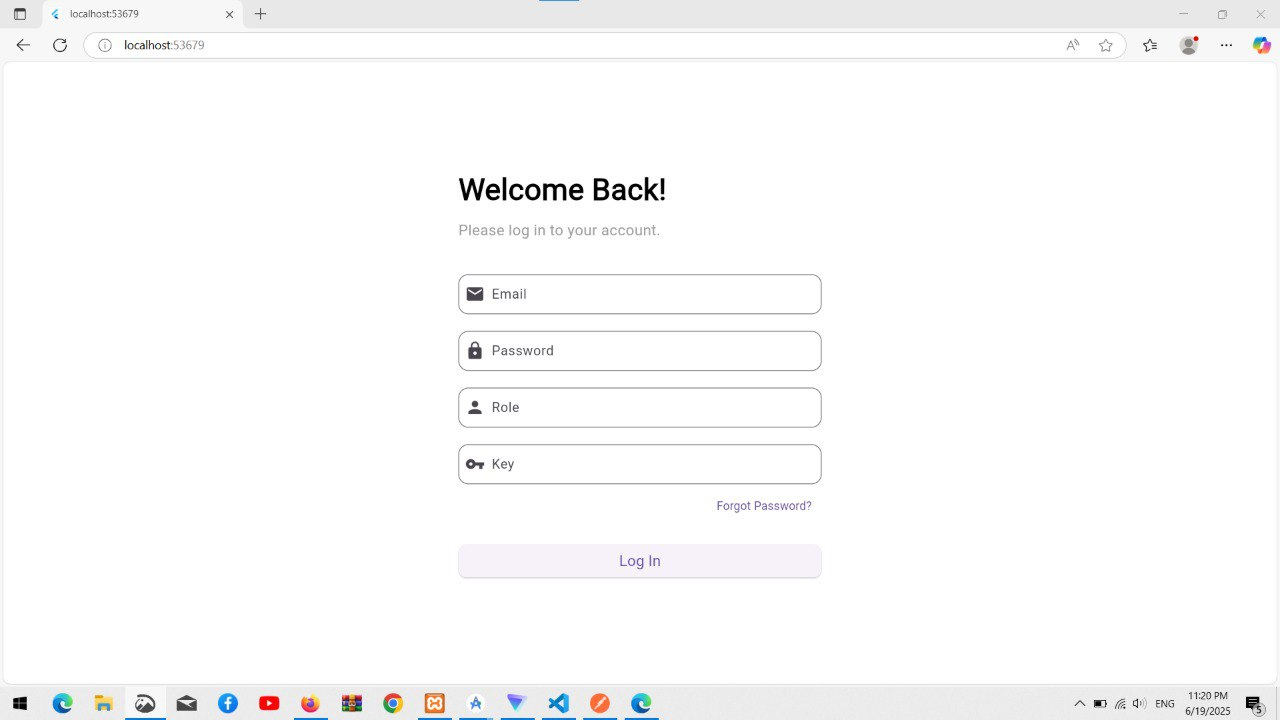 localhost:53679
localhost:53679
Welcome Back!
Please log in to your account.
Email
Password
Role
Key
Forgot Password?
Log In
ENG
11:20 PM
6/19/2025
5